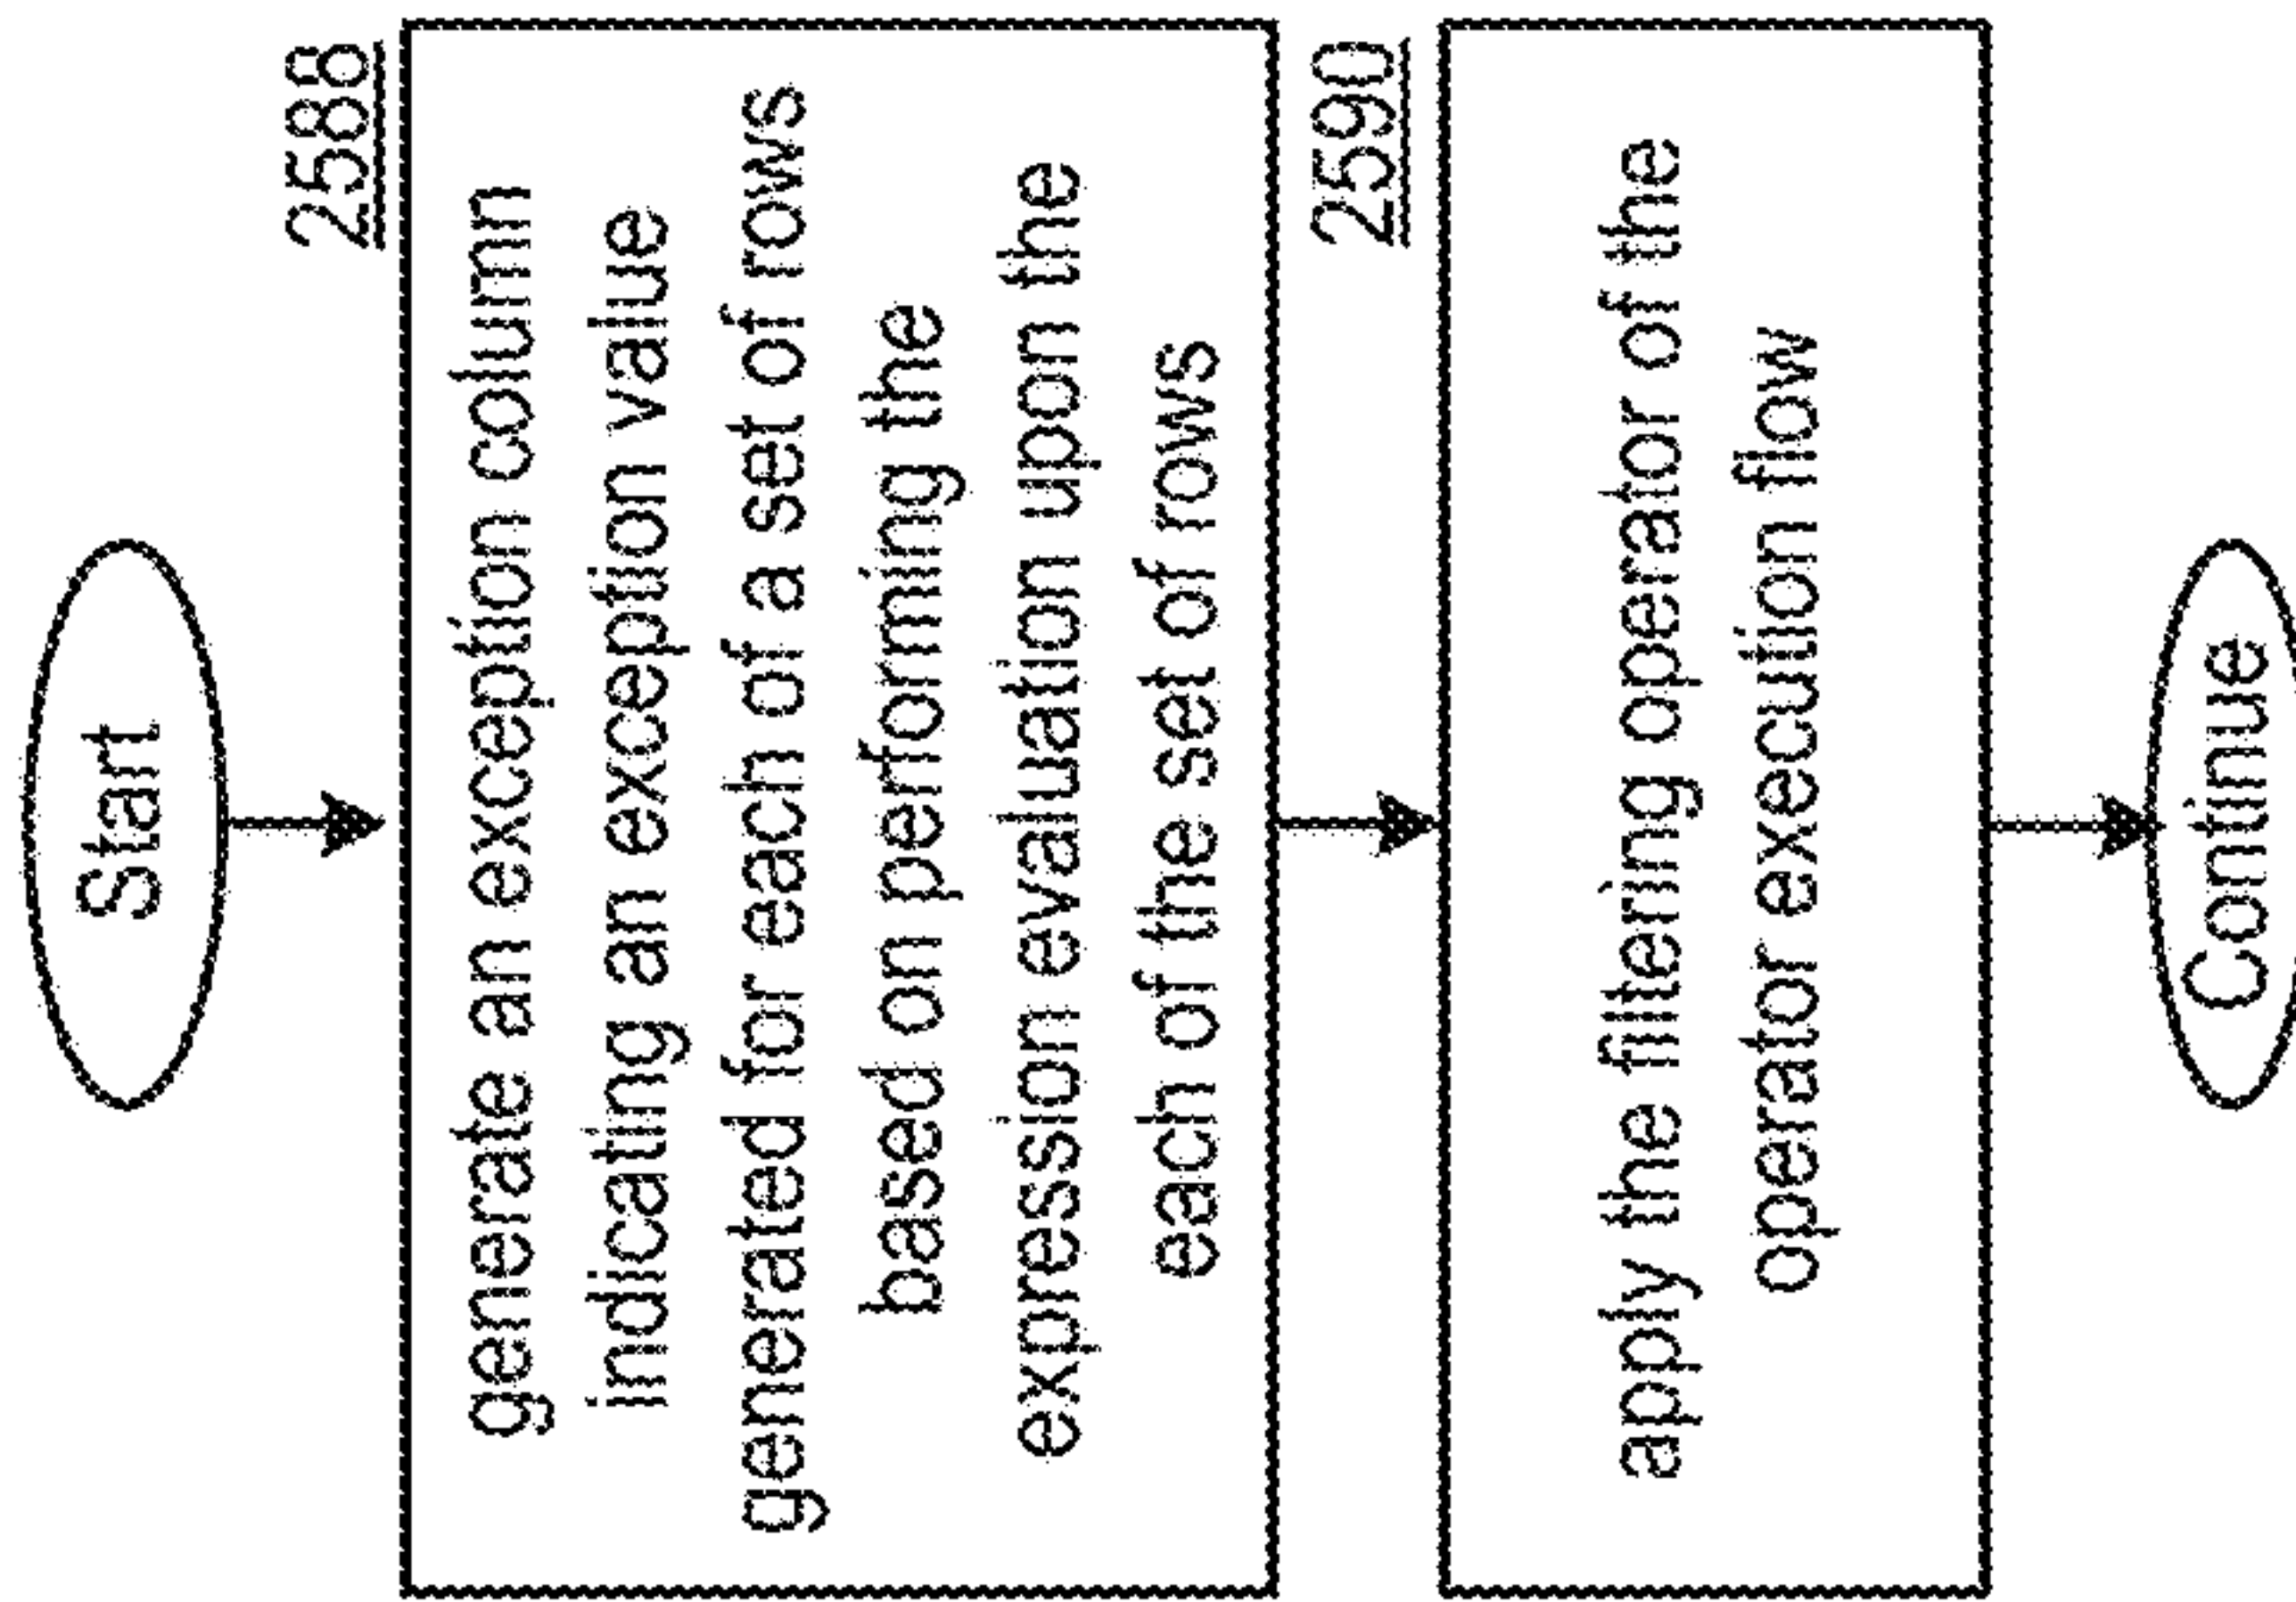 Start
2588
generate an exception column
indicating an exception value
generated for each of a set of rows
based on performing the
expression evaluation upon the
each of the set of rows
2590
apply the filtering operator of the
operator execution flow
Continue